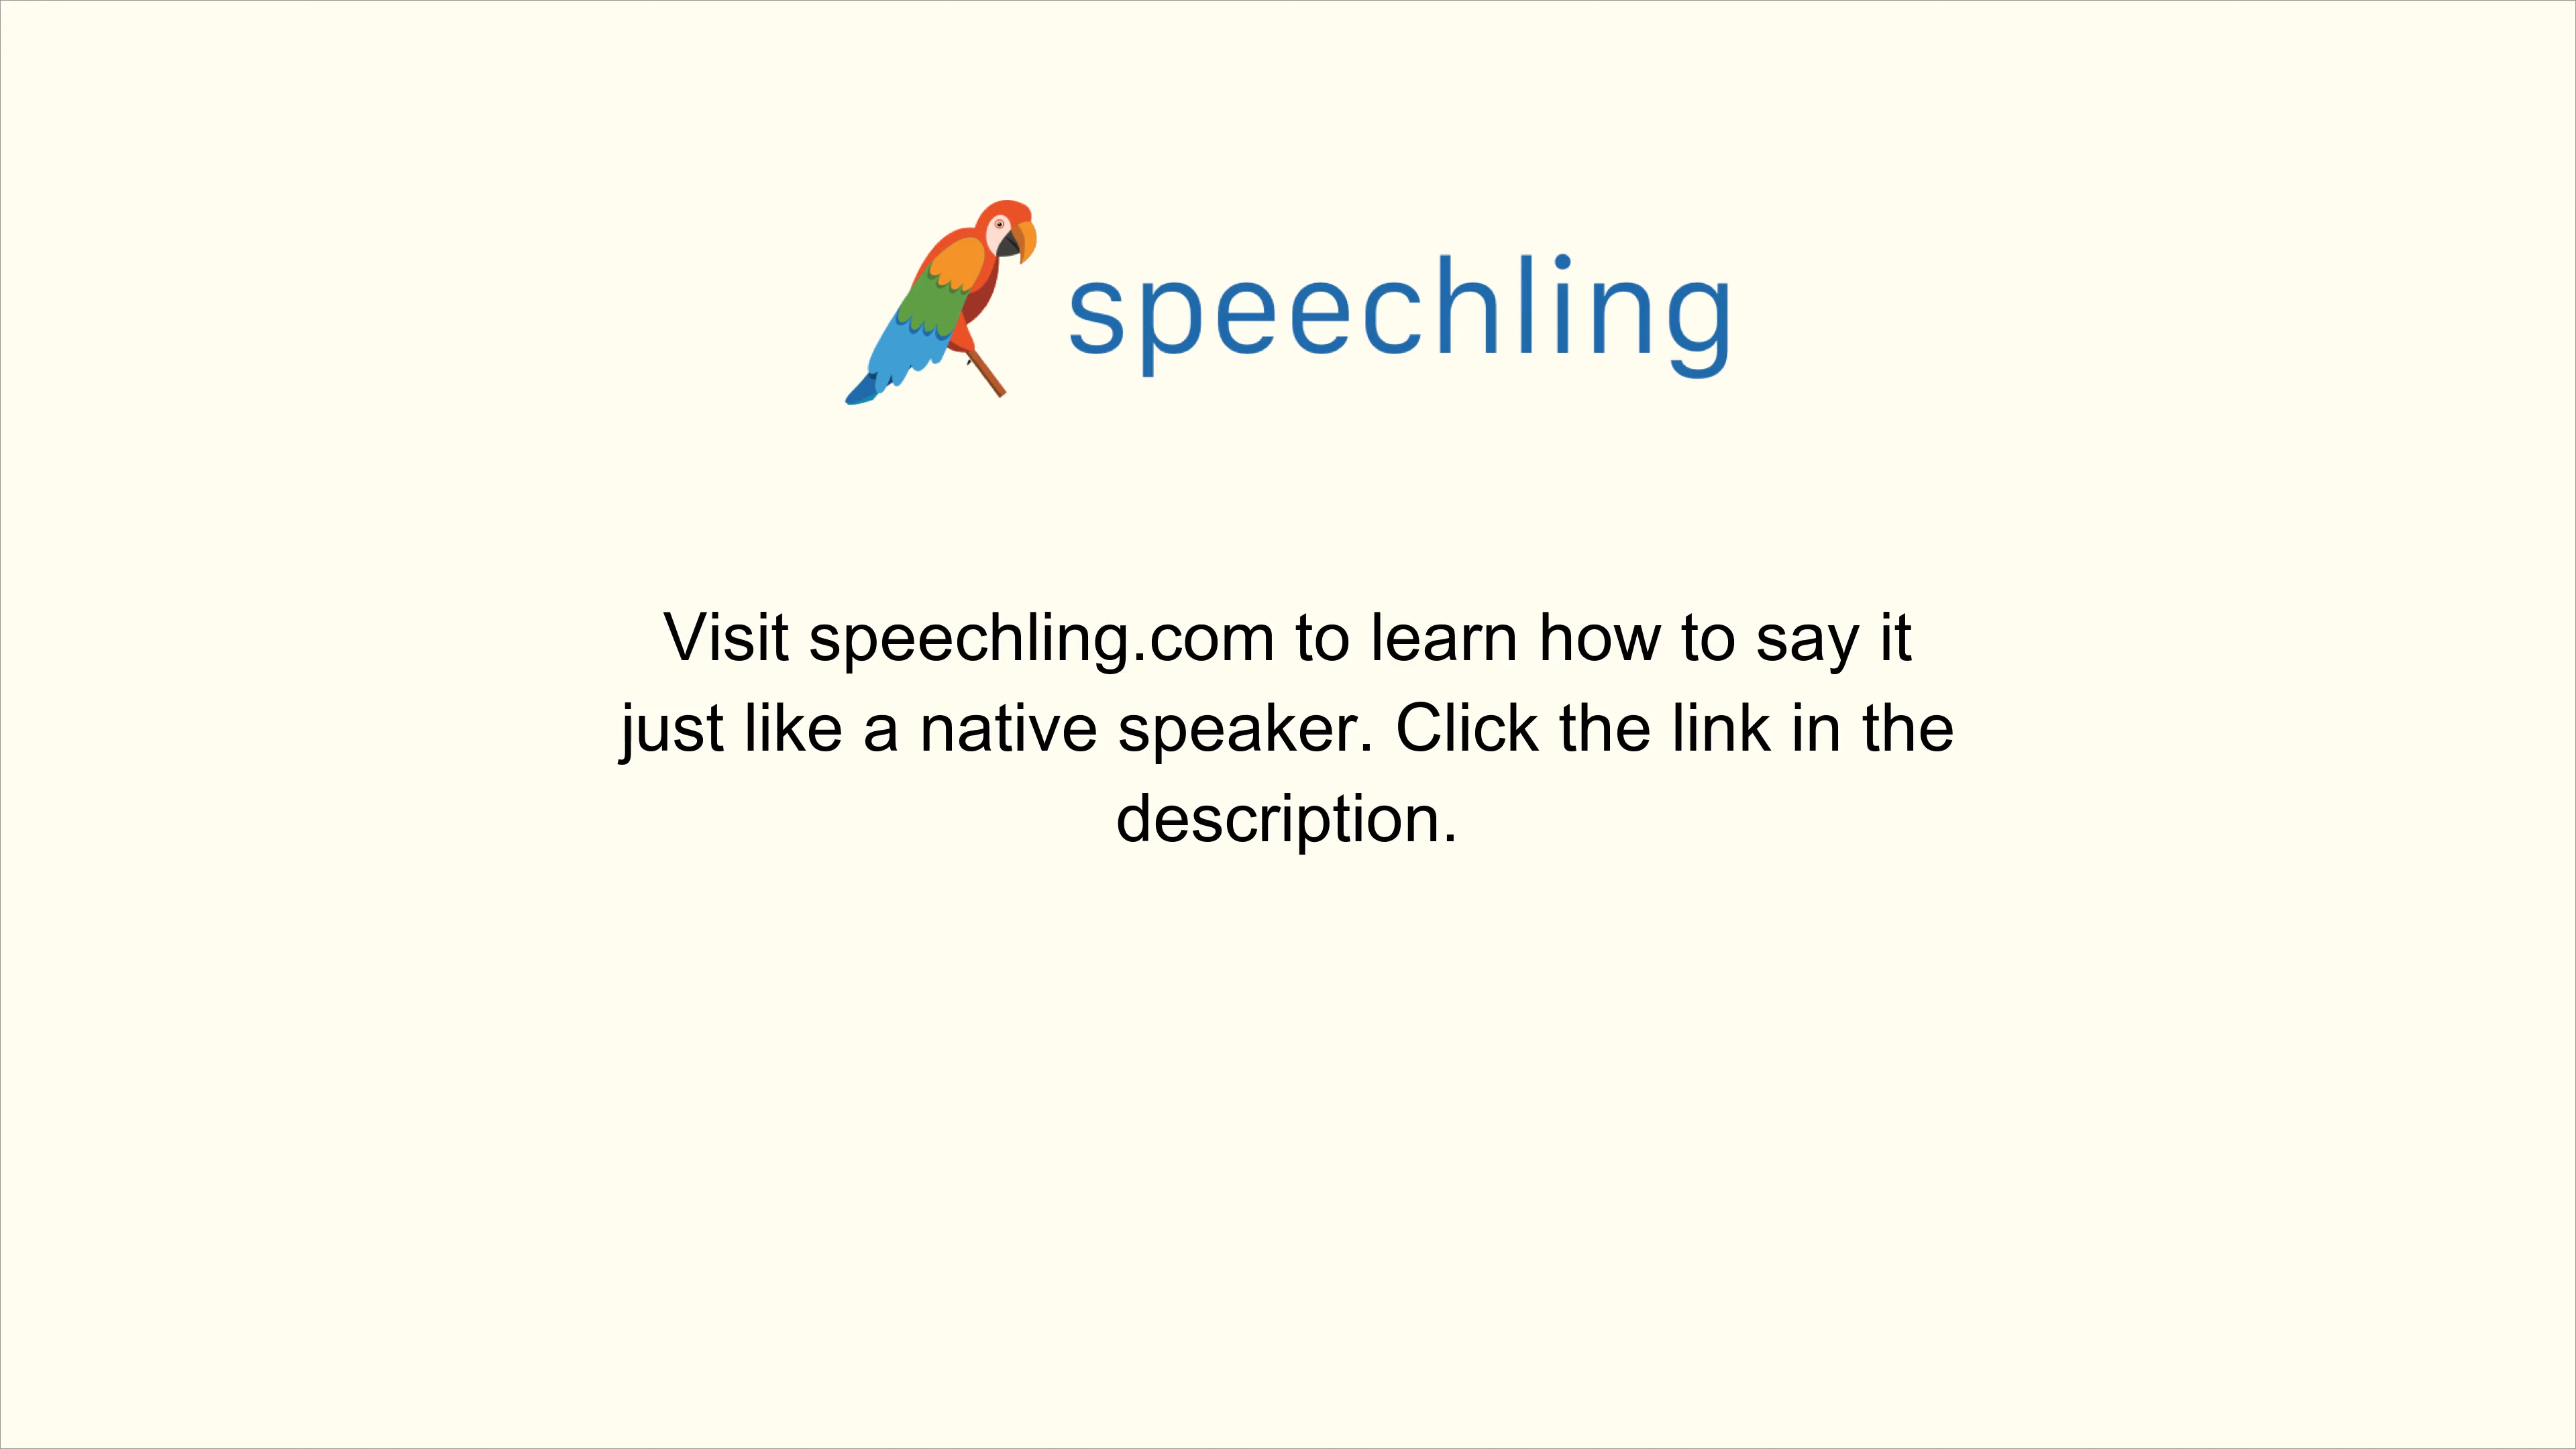 speechling
Visit speechling.com to learn how to say it
just like a native speaker. Click the link in the
description.